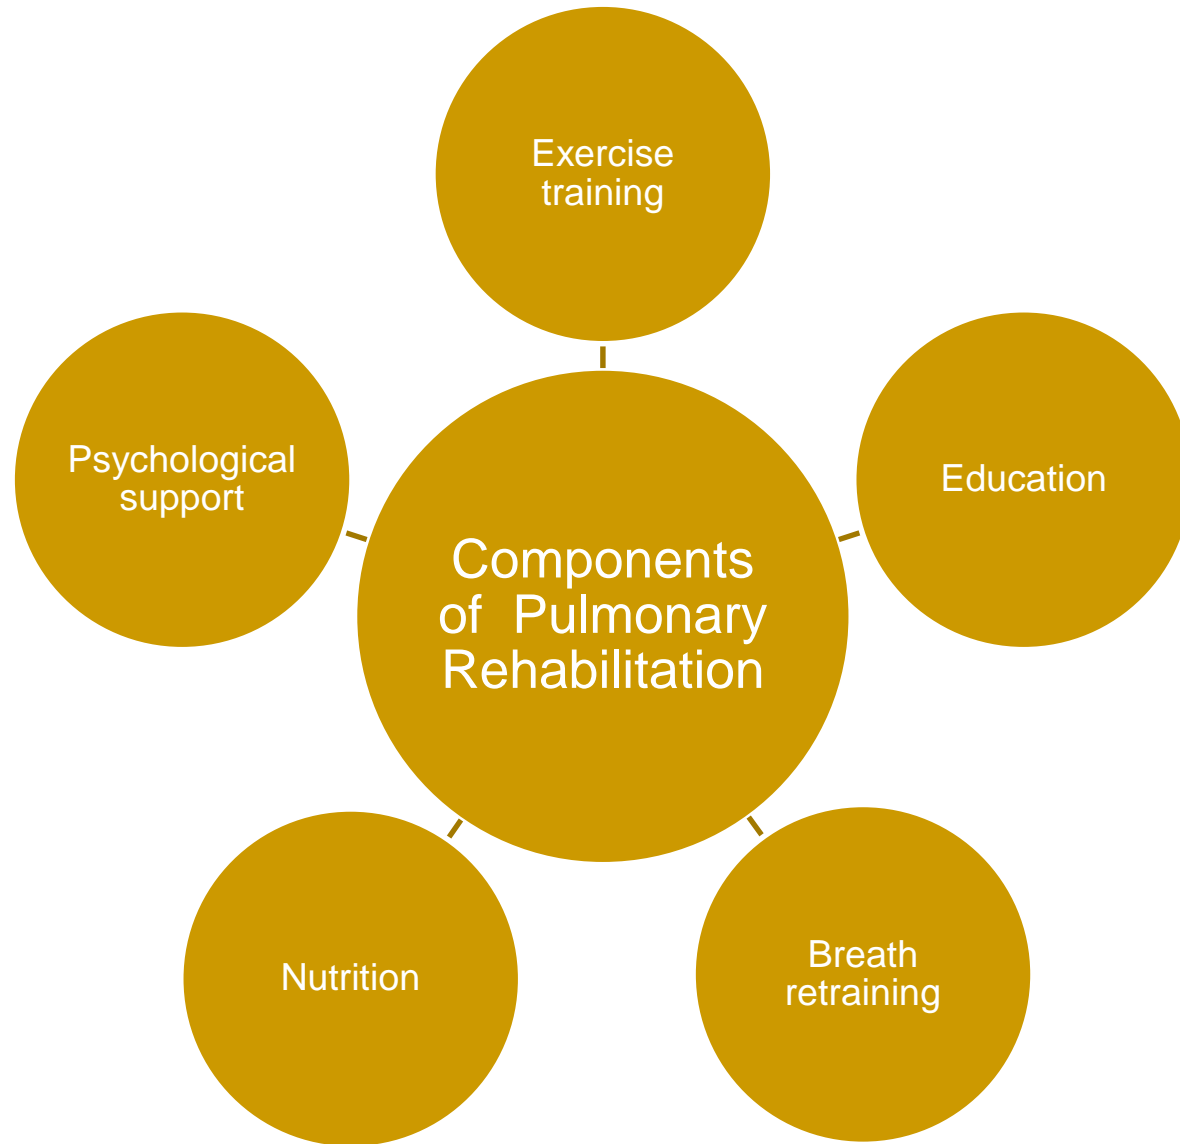 Exercise
training
Psychological
support
Education
Components
of  Pulmonary
Rehabilitation
Nutrition
Breath
retraining